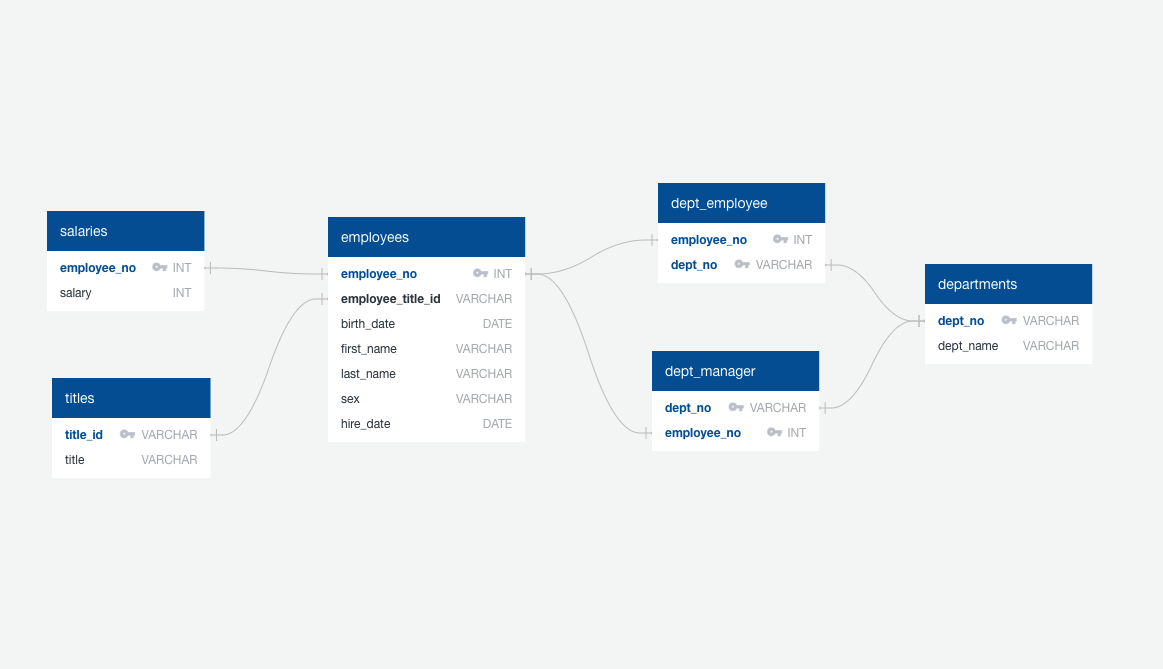 salaries
employee_no INT
salary INT
titles
title_id VARCHAR
title VARCHAR
employees
employee_no INT
employee_title_id VARCHAR
birth_date DATE
first_name VARCHAR
last_name VARCHAR
sex VARCHAR
hire_date DATE
dept_employee
employee_no INT
dept_no VARCHAR
dept_manager
dept_no VARCHAR
employee_no INT
departments
dept_no VARCHAR
dept_name VARCHAR